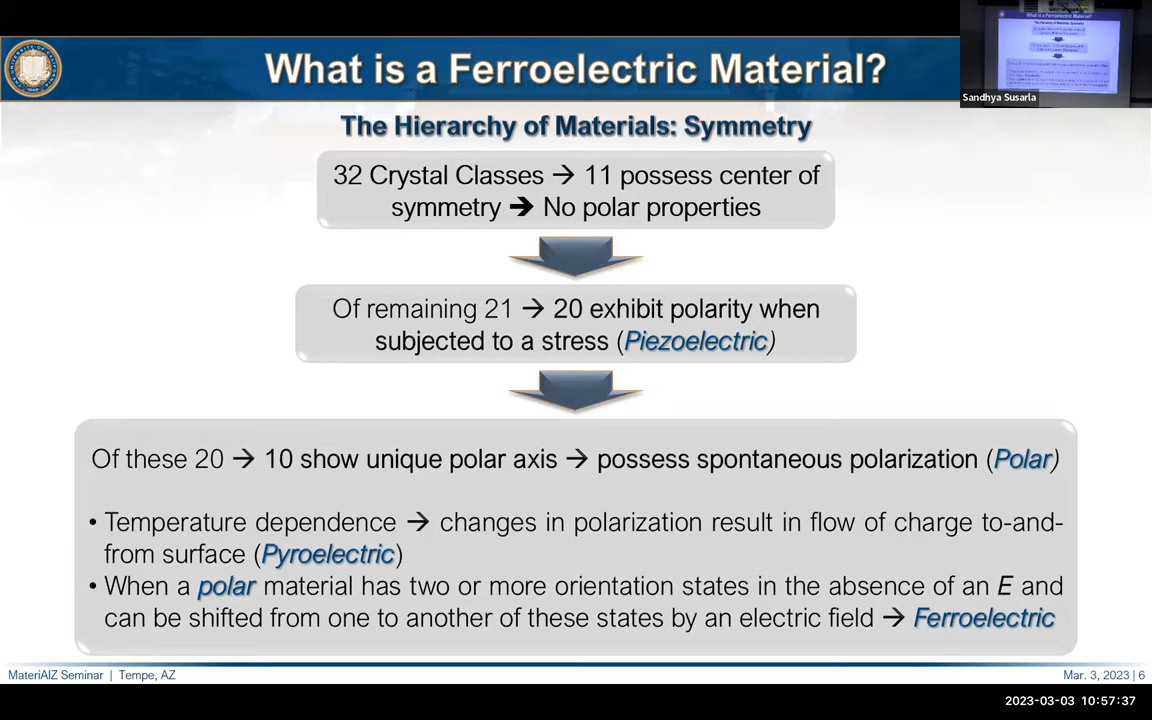 What is a Ferroelectric Material?
Sandhya Susarla
The Hierarchy of Materials: Symmetry
32 Crystal Classes → 11 possess center of
symmetry → No polar properties
Of remaining 21 → 20 exhibit polarity when
subjected to a stress (Piezoelectric)
Of these 20 → 10 show unique polar axis → possess spontaneous polarization (Polar)
• Temperature dependence → changes in polarization result in flow of charge to-and-
from surface (Pyroelectric)
• When a polar material has two or more orientation states in the absence of an E and
can be shifted from one to another of these states by an electric field → Ferroelectric
MateriAlZ Seminar | Tempe, AZ
Mar. 3, 2023 | 6
2023-03-03 10:57:37